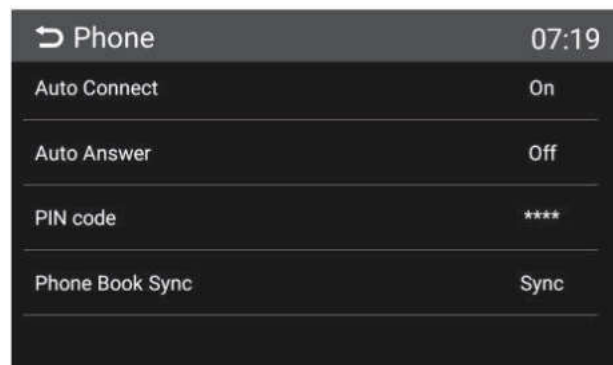 Phone 07:19
Auto Connect On
Auto Answer Off
PIN code ****
Phone Book Sync Sync